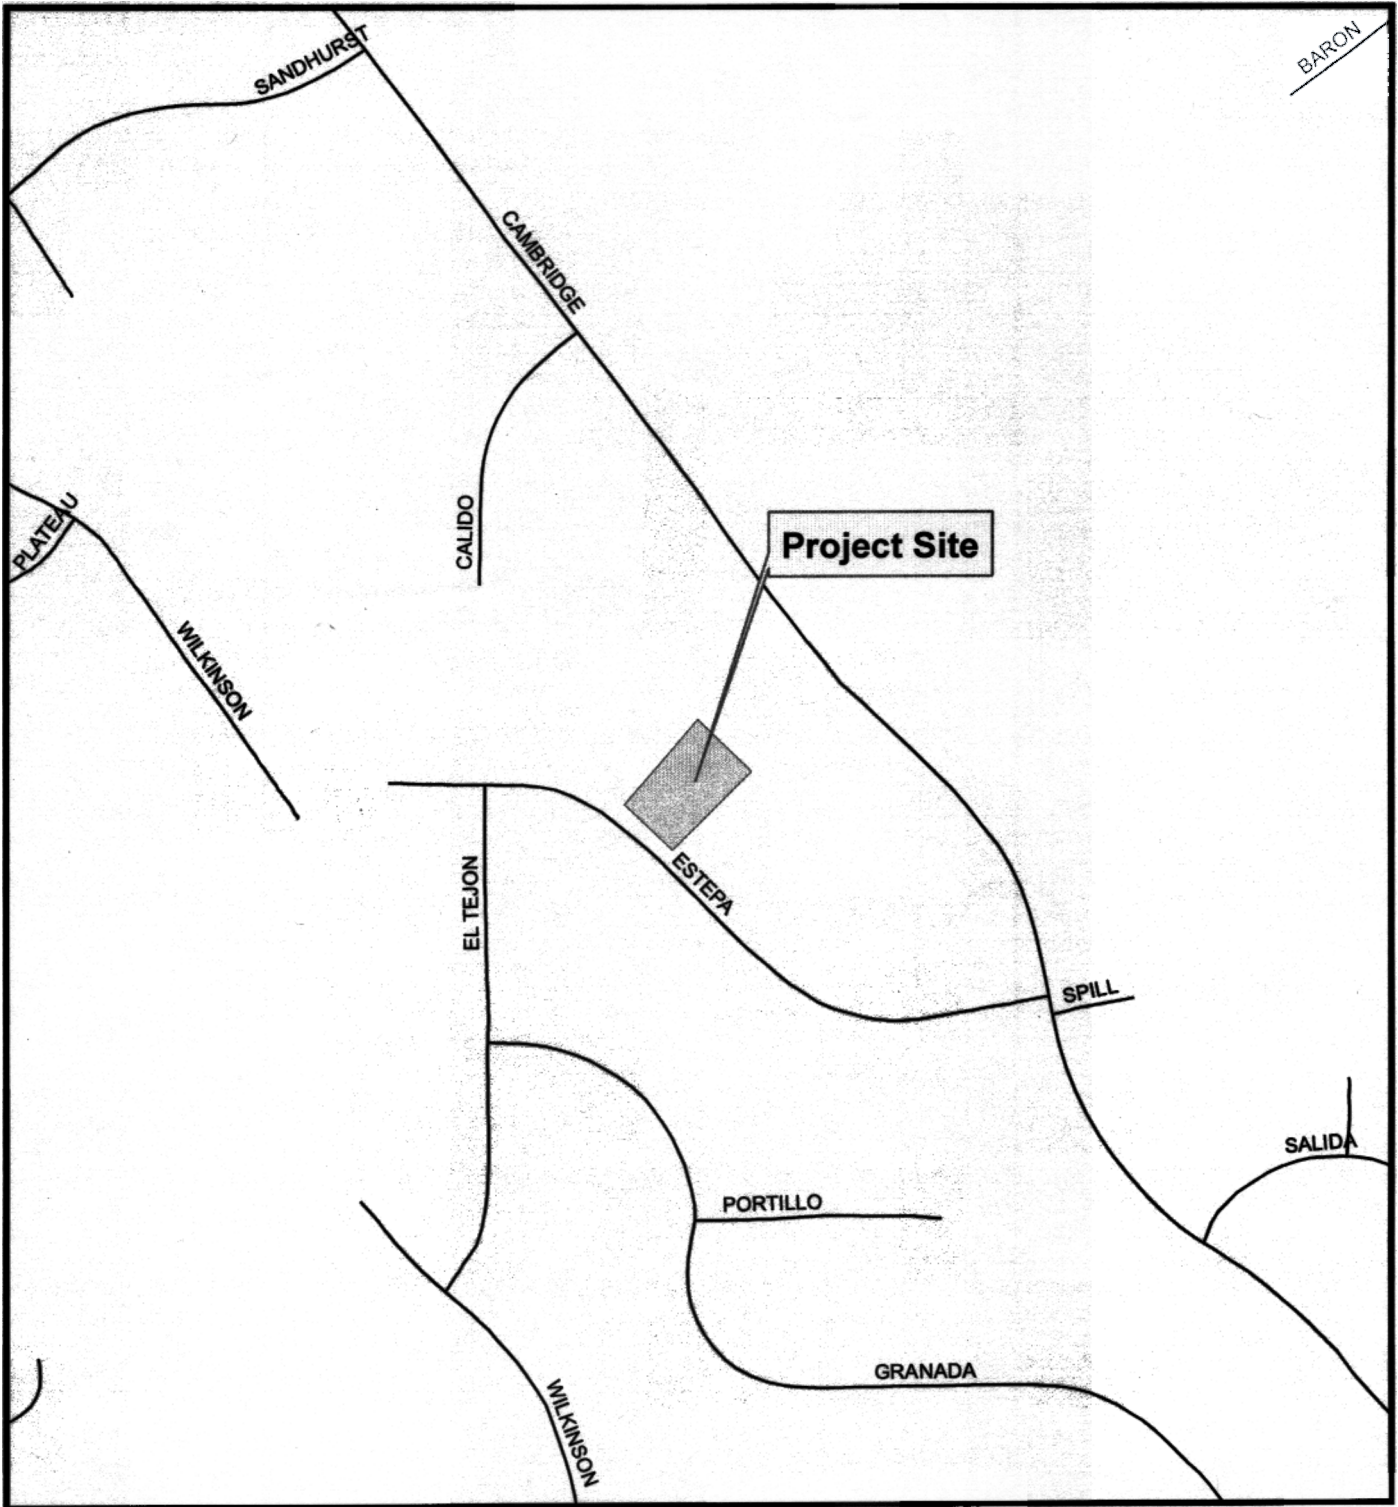 SANDHURST
BARON
CAMBRIDGE
CALIDO
PLATEAU
Project Site
WILKINSON
EL TEJON
ESTEPA
SPILL
SALIDA
PORTILLO
GRANADA
WILKINSON